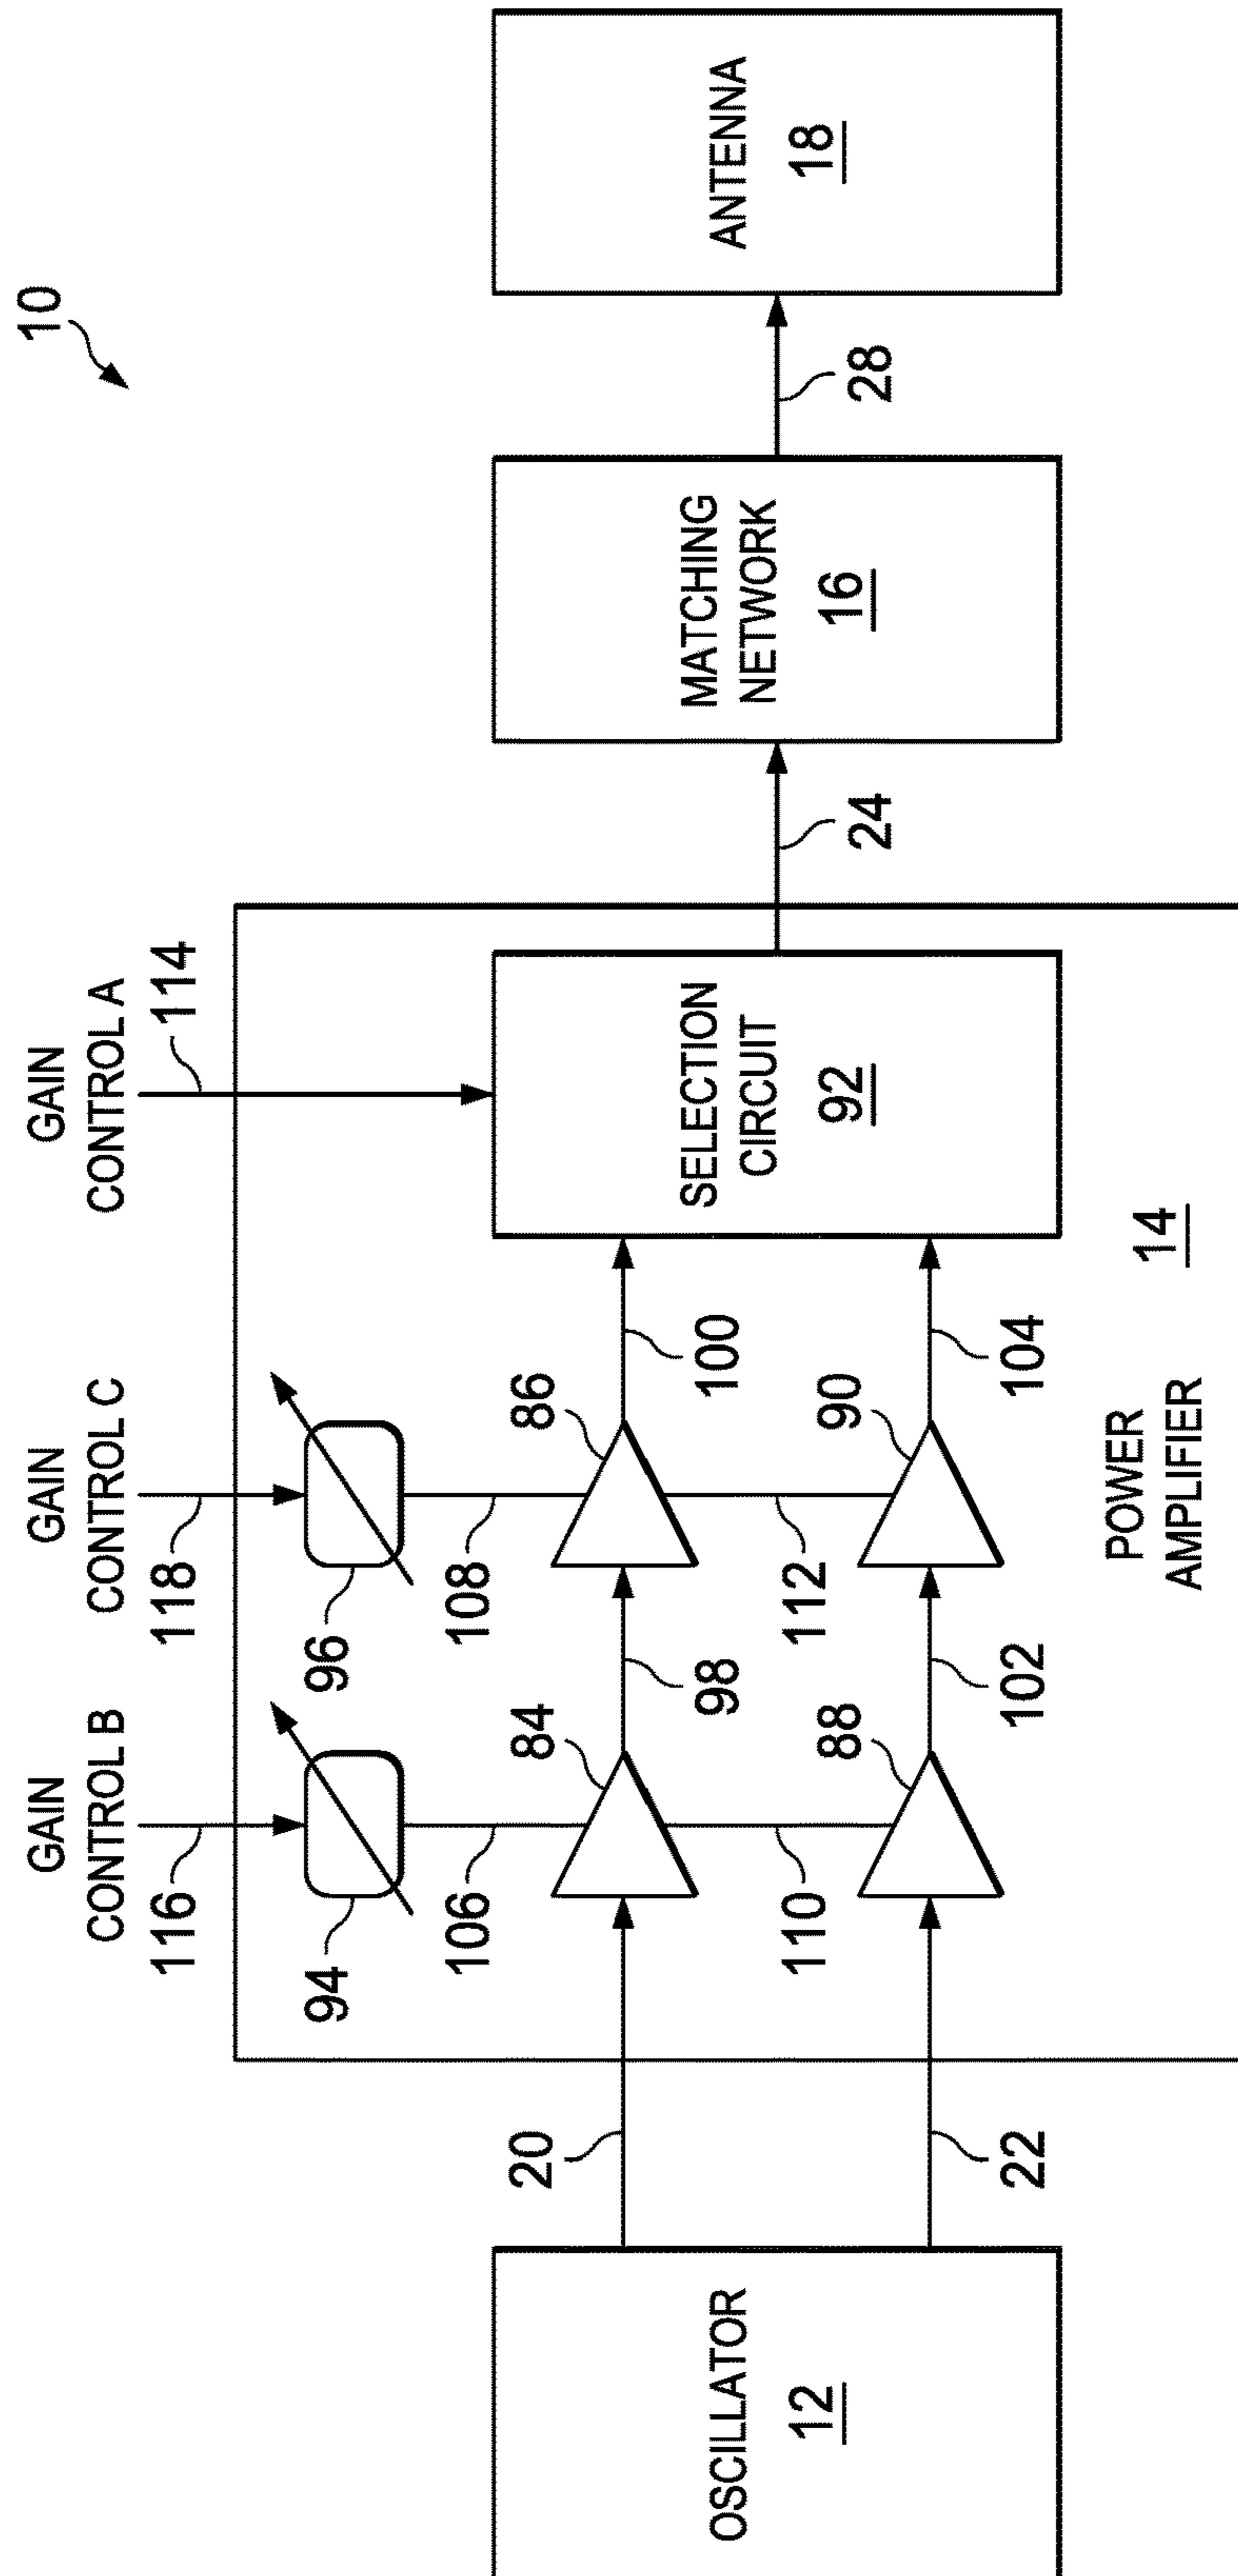 10
GAIN
CONTROL B
116
GAIN
CONTROL C
118
GAIN
CONTROL A
114
94
96
106
108
84
86
20
98
100
110
112
88
90
22
102
104
OSCILLATOR
12
SELECTION
CIRCUIT
92
24
MATCHING
NETWORK
16
28
ANTENNA
18
POWER
AMPLIFIER
14